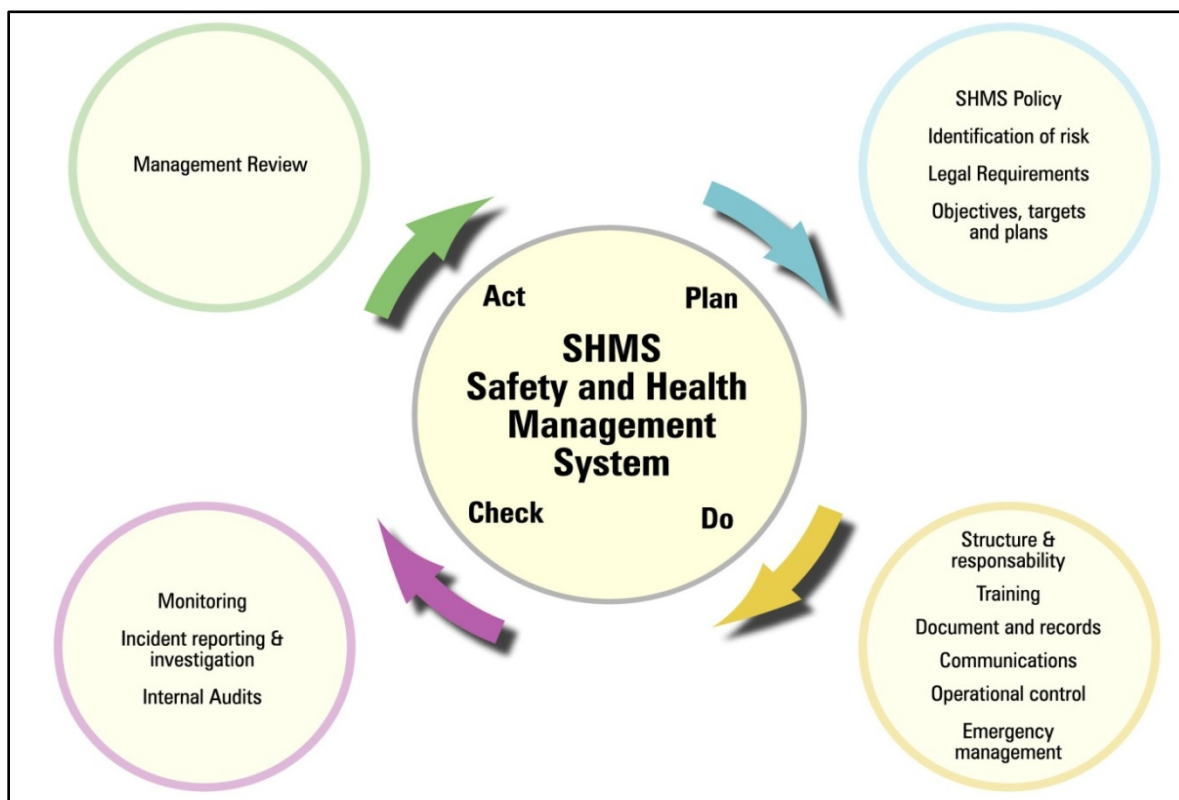 Management Review
SHMS Policy
Identification of risk
Legal Requirements
Objectives, targets
and plans
Act
Plan
SHMS
Safety and Health
Management
System
Check
Do
Monitoring
Incident reporting &
investigation
Internal Audits
Structure &
responsability
Training
Document and records
Communications
Operational control
Emergency
management